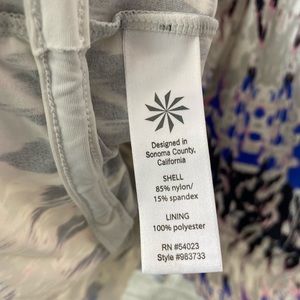 Designed in
Sonoma County,
California
SHELL
85% nylon/
15% spandex
LINING
100% polyester
RN #54023
Style #983733